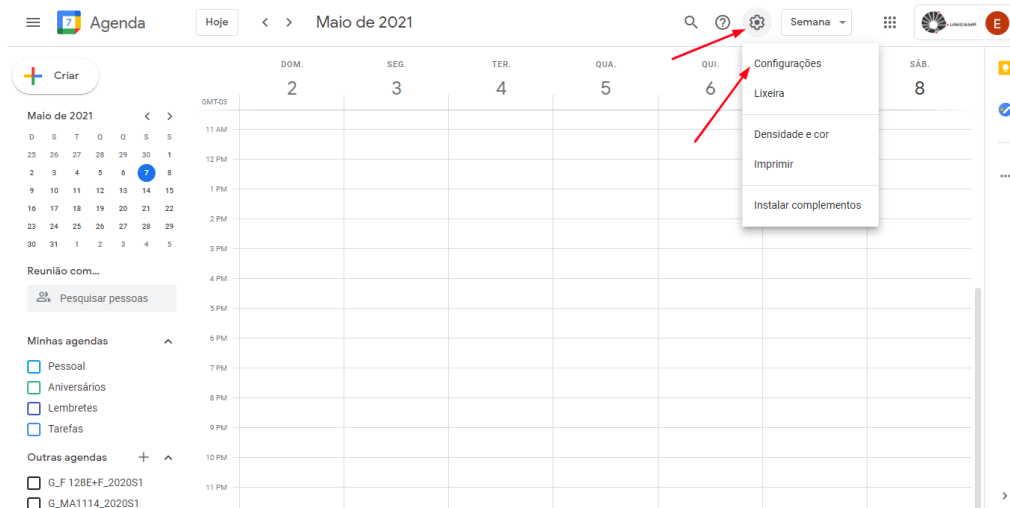 7 Agenda Hoje Maio de 2021 Semana UNICAMP E
Criar
DOM. SEG. TER. QUA. QUI. SÁB.
2 3 4 5 6 8
GMT-03
Maio de 2021
D S T Q Q S S
25 26 27 28 29 30 1
2 3 4 5 6 7 8
9 10 11 12 13 14 15
16 17 18 19 20 21 22
23 24 25 26 27 28 29
30 31 1 2 3 4 5
Reunião com...
Pesquisar pessoas
Minhas agendas
Pessoal
Aniversários
Lembretes
Tarefas
Outras agendas
G_F 128E+F_2020S1
G_MA1114_2020S1
11 AM
12 PM
1 PM
2 PM
3 PM
4 PM
5 PM
6 PM
7 PM
8 PM
9 PM
10 PM
11 PM
Configurações
Lixeira
Densidade e cor
Imprimir
Instalar complementos